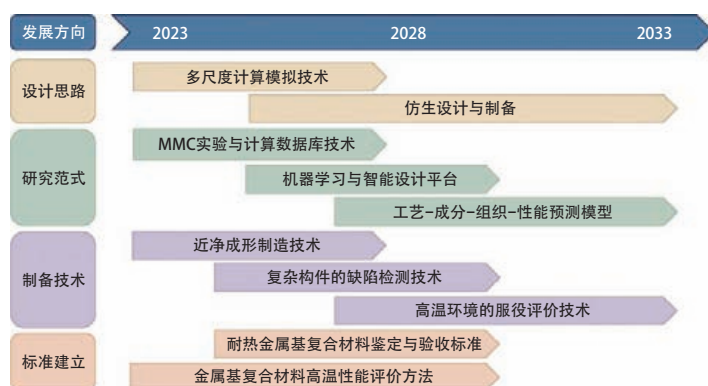 发展方向 2023 2028 2033
设计思路
多尺度计算模拟技术
仿生设计与制备
研究范式
MMC实验与计算数据库技术
机器学习与智能设计平台
工艺-成分-组织-性能预测模型
制备技术
近净成形制造技术
复杂构件的缺陷检测技术
高温环境的服役评价技术
标准建立
耐热金属基复合材料鉴定与验收标准
金属基复合材料高温性能评价方法